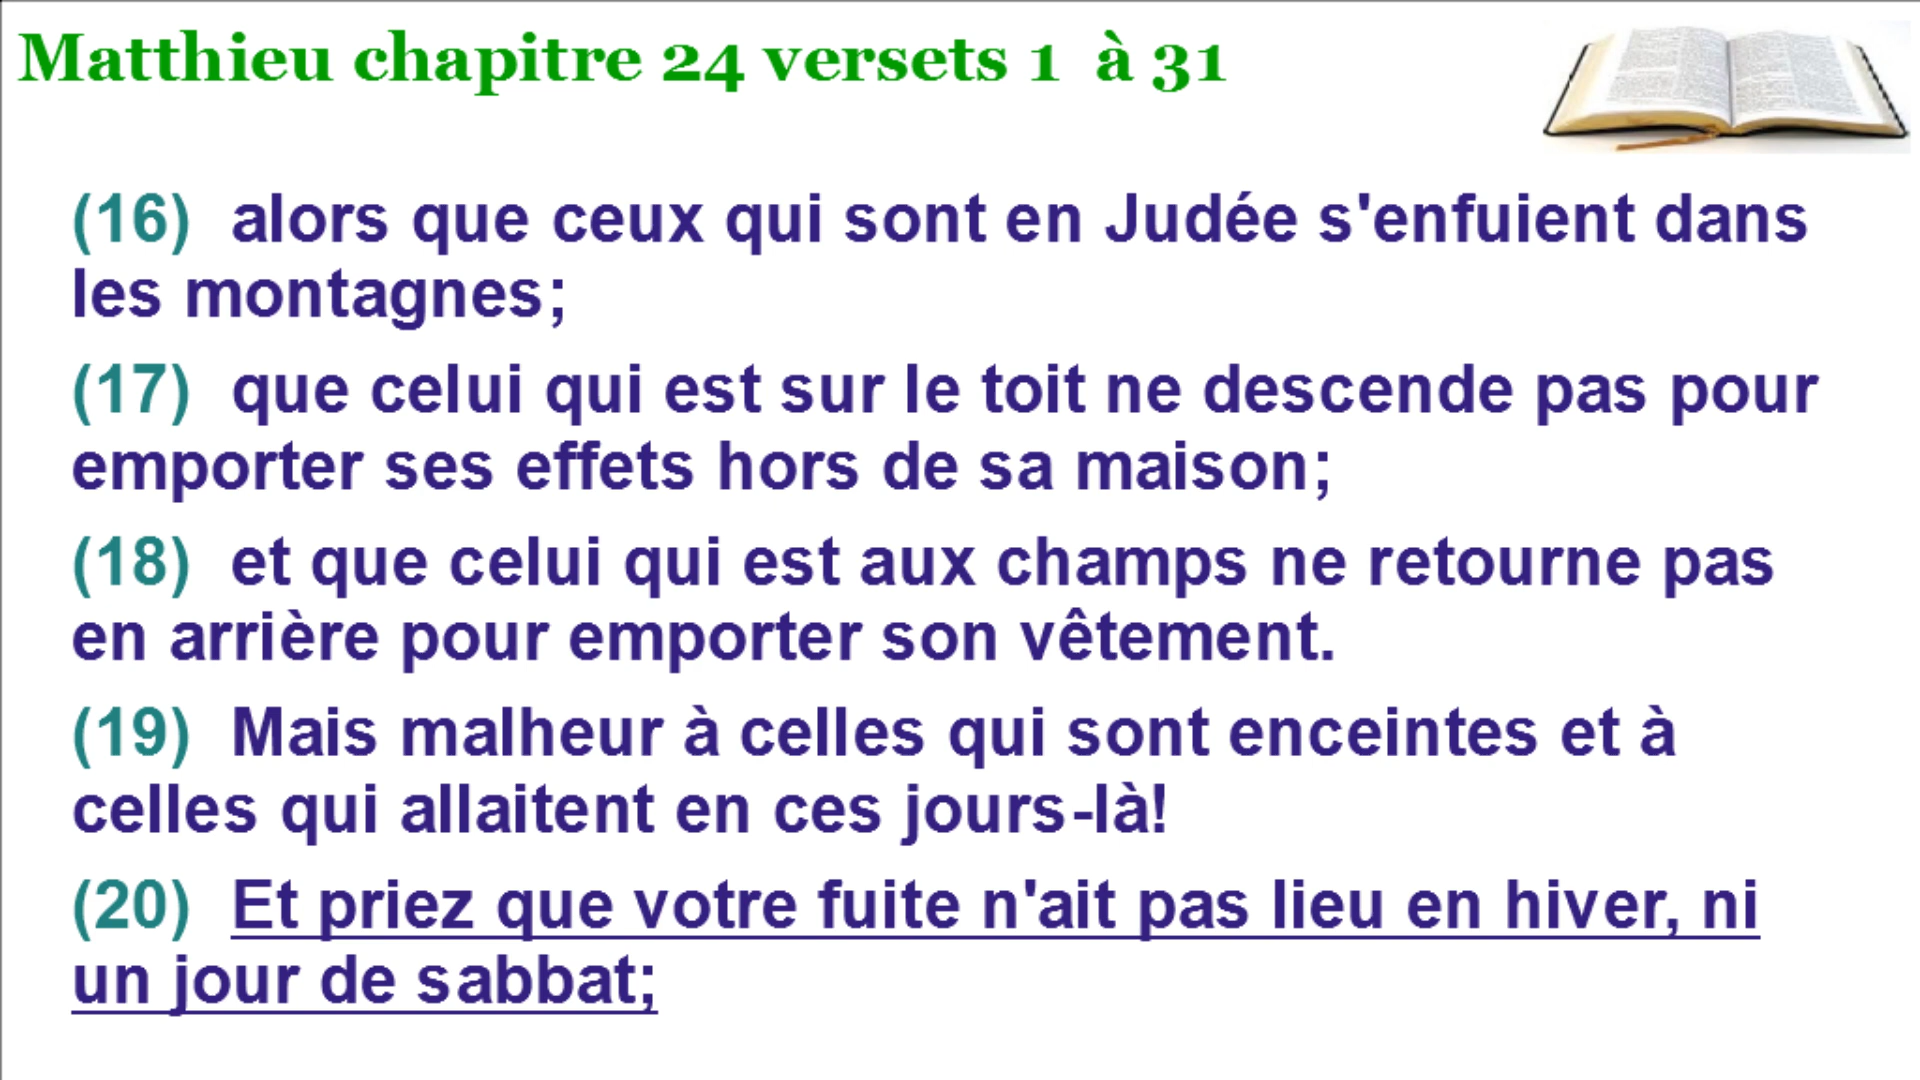 Matthieu chapitre 24 versets 1 à 31
(16) alors que ceux qui sont en Judée s'enfuient dans
les montagnes;
(17) que celui qui est sur le toit ne descende pas pour
emporter ses effets hors de sa maison;
(18) et que celui qui est aux champs ne retourne pas
en arrière pour emporter son vêtement.
(19) Mais malheur à celles qui sont enceintes et à
celles qui allaitent en ces jours-là!
(20) Et priez que votre fuite n'ait pas lieu en hiver, ni
un jour de sabbat;